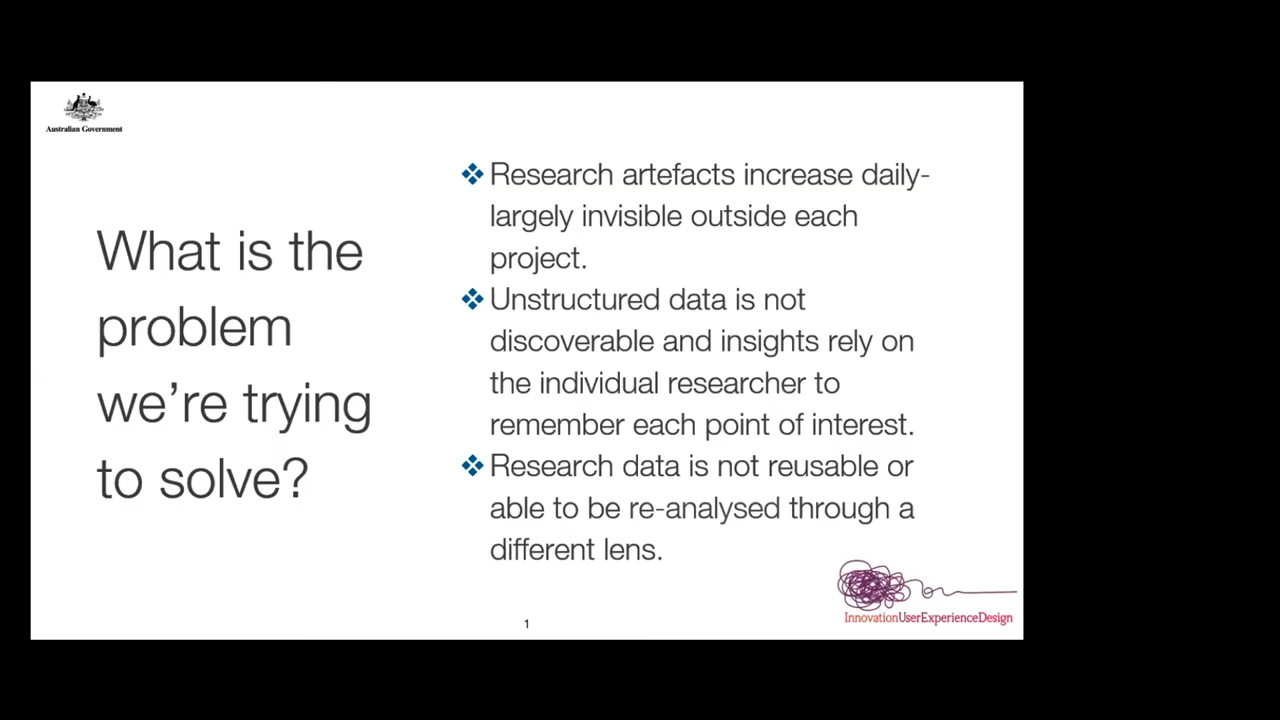 Australian Government
What is the
problem
we’re trying
to solve?
Research artefacts increase daily-
largely invisible outside each
project.
Unstructured data is not
discoverable and insights rely on
the individual researcher to
remember each point of interest.
Research data is not reusable or
able to be re-analysed through a
different lens.
InnovationUserExperienceDesign
1